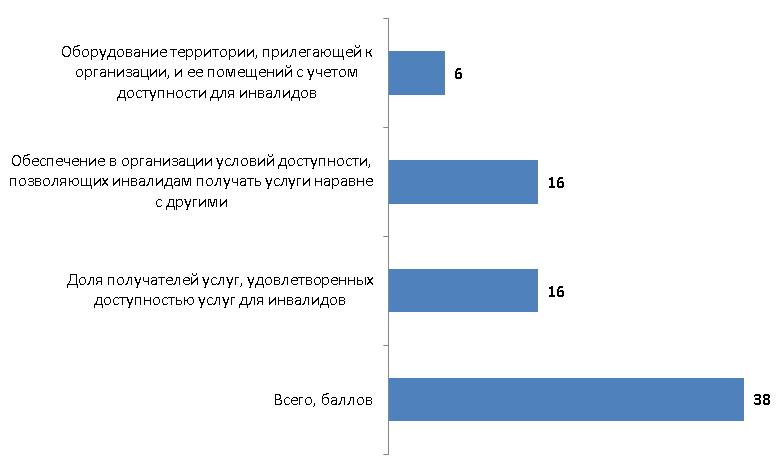 Оборудование территории, прилегающей к
организации, и ее помещений с учетом
доступности для инвалидов
6
Обеспечение в организации условий доступности,
позволяющих инвалидам получать услуги наравне
с другими
16
Доля получателей услуг, удовлетворенных
доступностью услуг для инвалидов
16
Всего, баллов
38